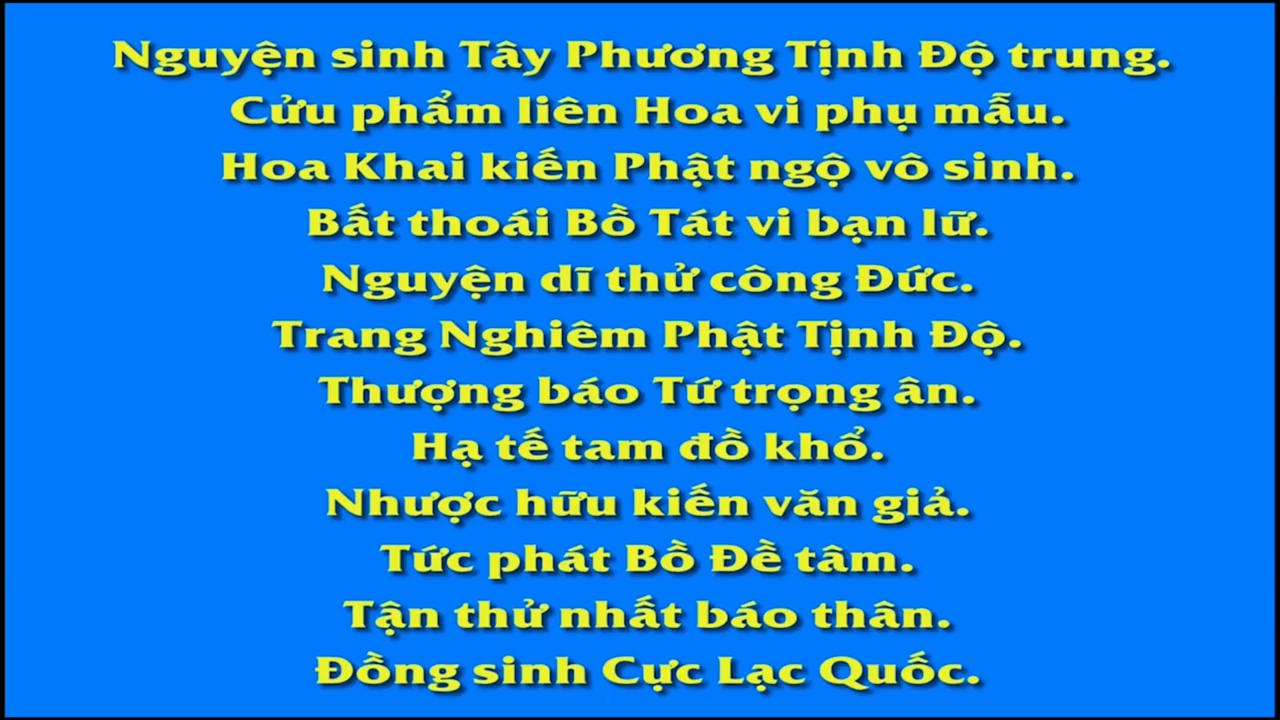 Nguyện sinh Tây Phương Tịnh Độ trung.
Cửu phẩm liên Hoa vi phụ mẫu.
Hoa Khai kiến Phật ngộ vô sinh.
Bất thoái Bồ Tát vi bạn lữ.
Nguyện dĩ thử công Đức.
Trang Nghiêm Phật Tịnh Độ.
Thượng báo Tứ trọng ân.
Hạ tế tam đồ khổ.
Nhược hữu kiến văn giả.
Tức phát Bồ Đề tâm.
Tận thử nhất báo thân.
Đồng sinh Cực Lạc Quốc.